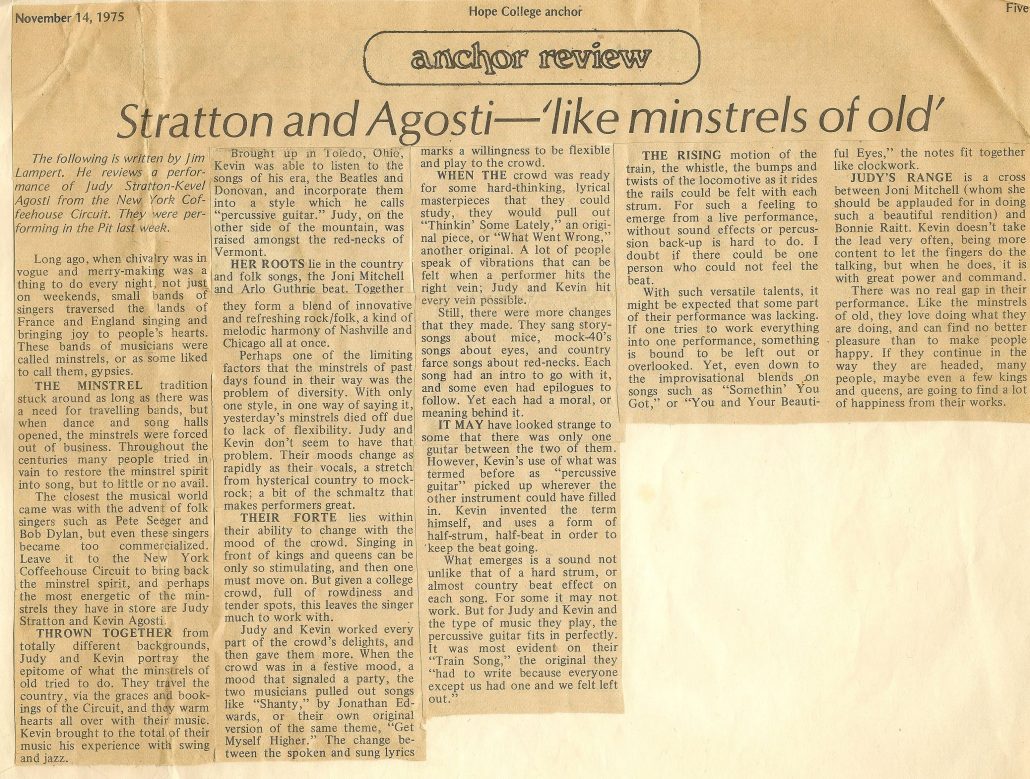 November 14, 1975
Hope College anchor
Five
anchor review
Stratton and Agosti—'like minstrels of old'
The following is written by Jim
Lampert. He reviews a perfor-
mance of Judy Stratton-Kevel
Agosti from the New York Cof-
feehouse Circuit. They were per-
forming in the Pit last week.
Long ago, when chivalry was in
vogue and merry-making was a
thing to do every night, not just
on weekends, small bands of
singers traversed the lands of
France and England singing and
bringing joy to people's hearts.
These bands of musicians were
called minstrels, or as some liked
to call them, gypsies.
THE MINSTREL tradition
stuck around as long as there was
a need for travelling bands, but
when dance and song halls
opened, the minstrels were forced
out of business. Throughout the
centuries many people tried in
vain to restore the minstrel spirit
into song, but to little or no avail.
The closest the musical world
came was with the advent of folk
singers such as Pete Seeger and
Bob Dylan, but even these singers
became too commercialized.
Leave it to the New York
Coffeehouse Circuit to bring back
the minstrel spirit, and perhaps
the most energetic of the min-
strels they have in store are Judy
Stratton and Kevin Agosti.
THROWN TOGETHER from
totally different backgrounds,
Judy and Kevin portray the
epitome of what the minstrels of
old tried to do. They travel the
country, via the graces and book-
ings of the Circuit, and they warm
hearts all over with their music.
Kevin brought to the total of their
music his experience with swing
and jazz.
Brought up in Toledo, Ohio,
Kevin was able to listen to the
songs of his era, the Beatles and
Donovan, and incorporate them
into a style which he calls
"percussive guitar." Judy, on the
other side of the mountain, was
raised amongst the red-necks of
Vermont.
HER ROOTS lie in the country
and folk songs, the Joni Mitchell
and Arlo Guthrie beat. Together
they form a blend of innovative
and refreshing rock/folk, a kind of
melodic harmony of Nashville and
Chicago all at once.
Perhaps one of the limiting
factors that the minstrels of past
days found in their way was the
problem of diversity. With only
one style, in one way of saying it,
yesterday's minstrels died off due
to lack of flexibility. Judy and
Kevin don't seem to have that
problem. Their moods change as
rapidly as their vocals, a stretch
from hysterical country to mock-
rock; a bit of the schmaltz that
makes performers great.
THEIR FORTE lies within
their ability to change with the
mood of the crowd. Singing in
front of kings and queens can be
only so stimulating, and then one
must move on. But given a college
crowd, full of rowdiness and
tender spots, this leaves the singer
much to work with.
Judy and Kevin worked every
part of the crowd's delights, and
then gave them more. When the
crowd was in a festive mood, a
mood that signaled a party, the
two musicians pulled out songs
like "Shanty," by Jonathan Ed-
wards, or their own original
version of the same theme, "Get
Myself Higher." The change be-
tween the spoken and sung lyrics
marks a willingness to be flexible
and play to the crowd.
WHEN THE crowd was ready
for some hard-thinking, lyrical
masterpieces that they could
study, they would pull out
"Thinkin' Some Lately," an origi-
nal piece, or "What Went Wrong,"
another original. A lot of people
speak of vibrations that can be
felt when a performer hits the
right vein; Judy and Kevin hit
every vein possible.
Still, there were more changes
that they made. They sang story-
songs about mice, mock-40's
songs about eyes, and country
farce songs about red-necks. Each
song had an intro to go with it,
and some even had epilogues to
follow. Yet each had a moral, or
meaning behind it.
IT MAY have looked strange to
some that there was only one
guitar between the two of them.
However, Kevin's use of what was
termed before as "percussive
guitar" picked up wherever the
other instrument could have filled
in. Kevin invented the term
himself, and uses a form of
half-strum, half-beat in order to
keep the beat going.
What emerges is a sound not
unlike that of a hard strum, or
almost country beat effect on
each song. For some it may not
work. But for Judy and Kevin and
the type of music they play, the
percussive guitar fits in perfectly.
It was most evident on their
"Train Song," the original they
"had to write because everyone
except us had one and we felt left
out."
THE RISING motion of the
train, the whistle, the bumps and
twists of the locomotive as it rides
the rails could be felt with each
strum. For such a feeling to
emerge from a live performance,
without sound effects or percus-
sion back-up is hard to do. I
doubt if there could be one
person who could not feel the
beat.
With such versatile talents, it
might be expected that some part
of their performance was lacking.
If one tries to work everything
into one performance, something
is bound to be left out or
overlooked. Yet, even down to
the improvisational blends on
songs such as "Somethin' You
Got," or "You and Your Beauti-
ful Eyes," the notes fit together
like clockwork.
JUDY'S RANGE is a cross
between Joni Mitchell (whom she
should be applauded for in doing
such a beautiful rendition) and
Bonnie Raitt. Kevin doesn't take
the lead very often, being more
content to let the fingers do the
talking, but when he does, it is
with great power and command.
There was no real gap in their
performance. Like the minstrels
of old, they love doing what they
are doing, and can find no better
pleasure than to make people
happy. If they continue in the
way they are headed, many
people, maybe even a few kings
and queens, are going to find a lot
of happiness from their works.